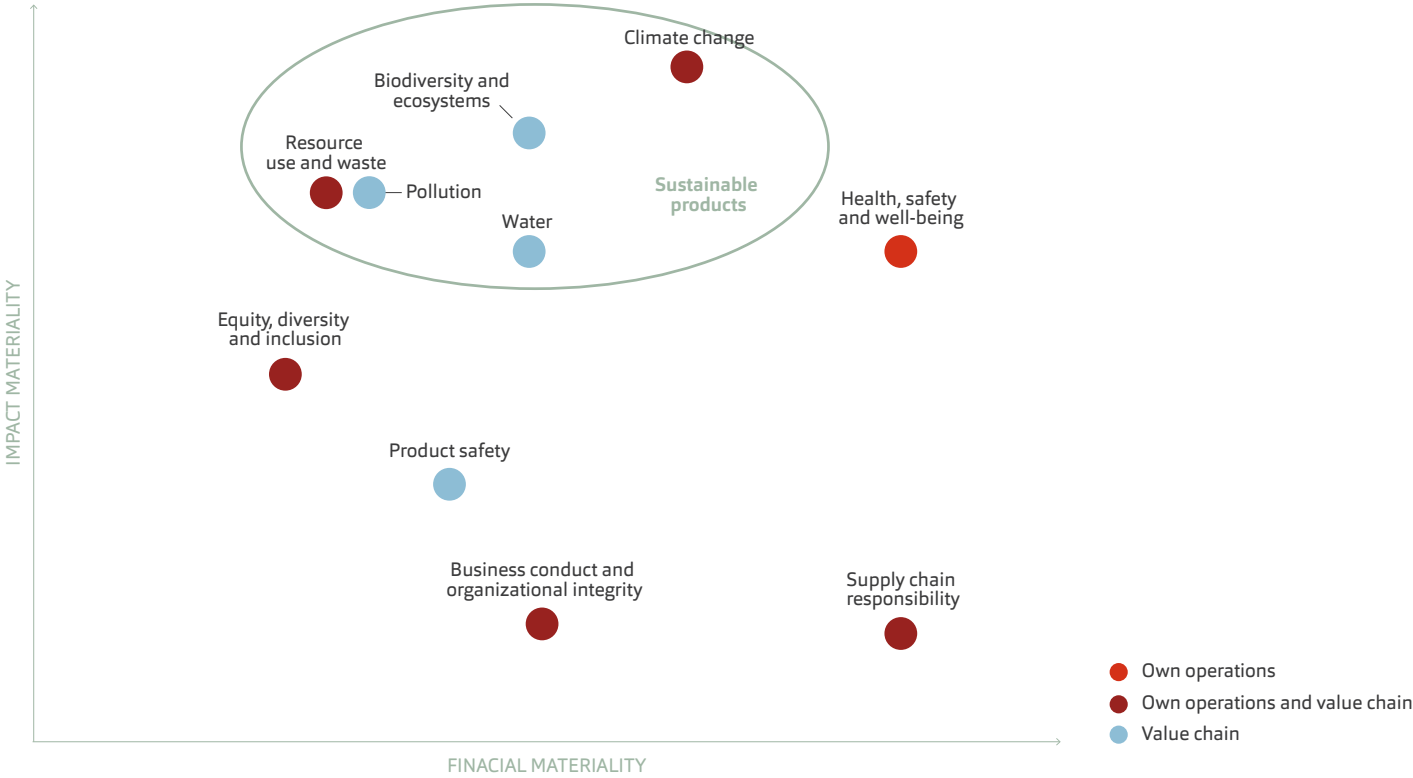 Climate change
Biodiversity and
ecosystems
Resource
use and waste
Pollution
Sustainable
products
Water
Health, safety
and well-being
Equity, diversity
and inclusion
Product safety
Business conduct and
organizational integrity
Supply chain
responsibility
IMPACT MATERIALITY
FINACIAL MATERIALITY
Own operations
Own operations and value chain
Value chain